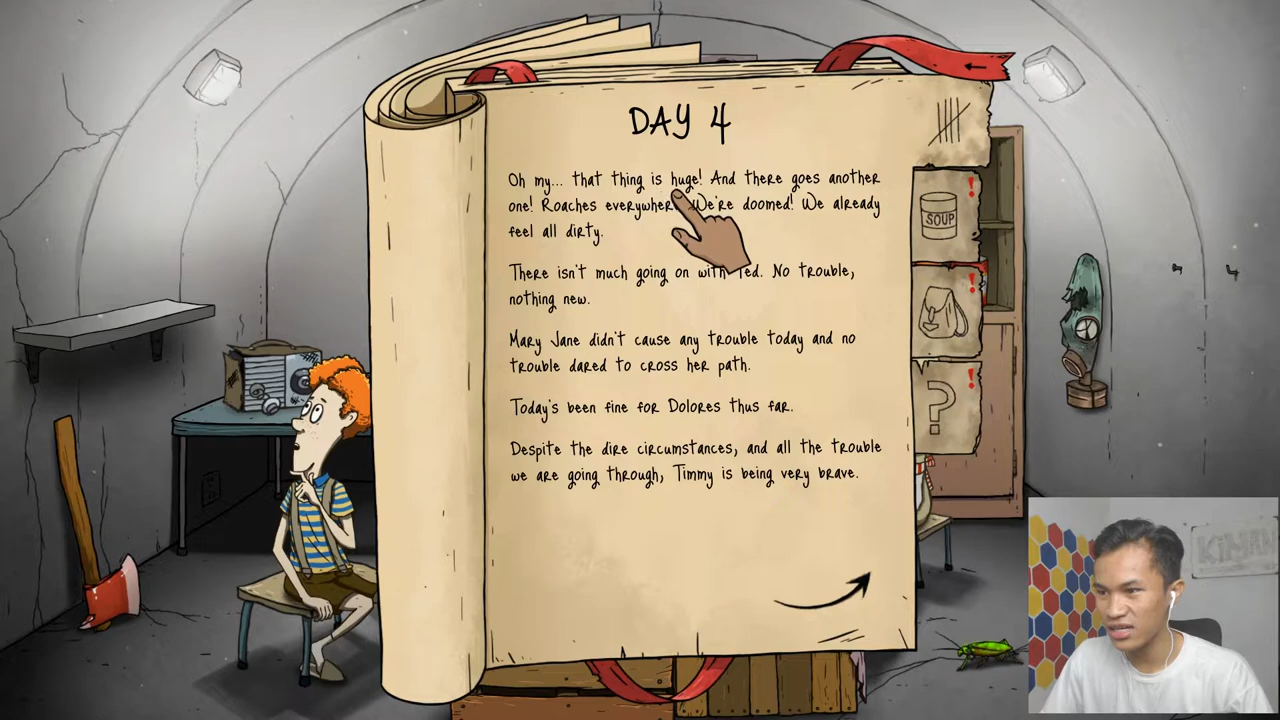 DAY 4
Oh my... that thing is huge! And there goes another
one! Roaches everywhere We're doomed! We already
feel all dirty.
There isn't much going on with Ted. No trouble,
nothing new.
Mary Jane didn't cause any trouble today and no
trouble dared to cross her path.
Today's been fine for Dolores thus far.
Despite the dire circumstances, and all the trouble
we are going through, Timmy is being very brave.
!
SOUP
!
!
?